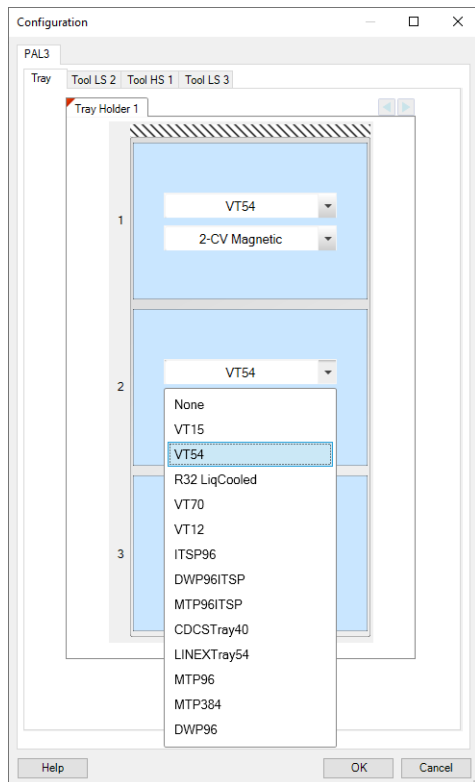 Configuration
PAL3
Tray Tool LS 2 Tool HS 1 Tool LS 3
Tray Holder 1
1
VT54
2-CV Magnetic
2
VT54
None
VT15
VT54
R32 LiqCooled
VT70
VT12
3
ITSP96
DWP96ITSP
MTP96ITSP
CDCSTray40
LINEXTray54
MTP96
MTP384
DWP96
Help OK Cancel